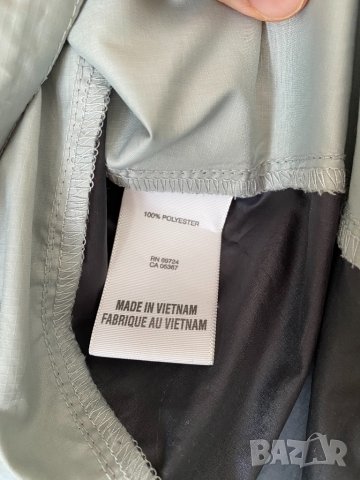 100% POLYESTER
RN 69724
CA 05367
MADE IN VIETNAM
FABRIQUE AU VIETNAM
BAZAR